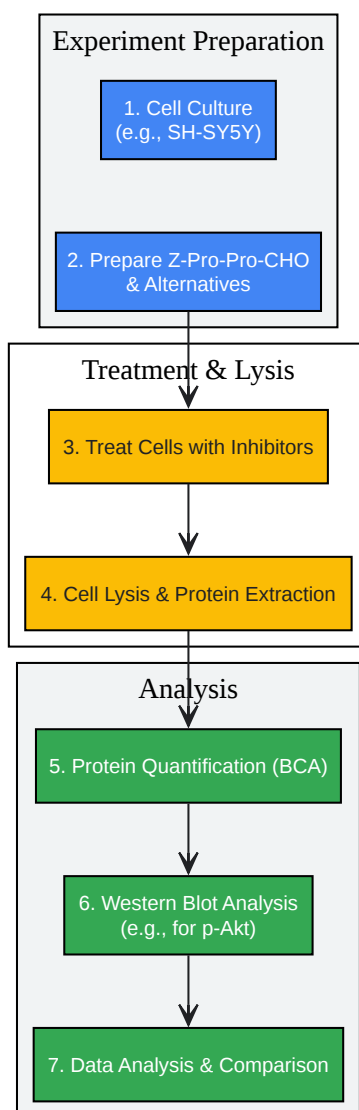 Experiment Preparation
1. Cell Culture
(e.g., SH-SY5Y)
2. Prepare Z-Pro-Pro-CHO
& Alternatives
Treatment & Lysis
3. Treat Cells with Inhibitors
4. Cell Lysis & Protein Extraction
Analysis
5. Protein Quantification (BCA)
6. Western Blot Analysis
(e.g., for p-Akt)
7. Data Analysis & Comparison